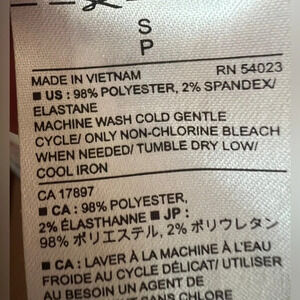 S
P
MADE IN VIETNAM RN 54023
■ US : 98% POLYESTER, 2% SPANDEX/
ELASTANE
MACHINE WASH COLD GENTLE
CYCLE/ ONLY NON-CHLORINE BLEACH
WHEN NEEDED/ TUMBLE DRY LOW/
COOL IRON
CA 17897
■ CA : 98% POLYESTER,
2% ÉLASTHANNE ■ JP :
98% ポリエステル, 2% ポリウレタン
■ CA : LAVER À LA MACHINE À L'EAU
FROIDE AU CYCLE DÉLICAT/ UTILISER
AU BESOIN UN AGENT DE
SANS CHLORE